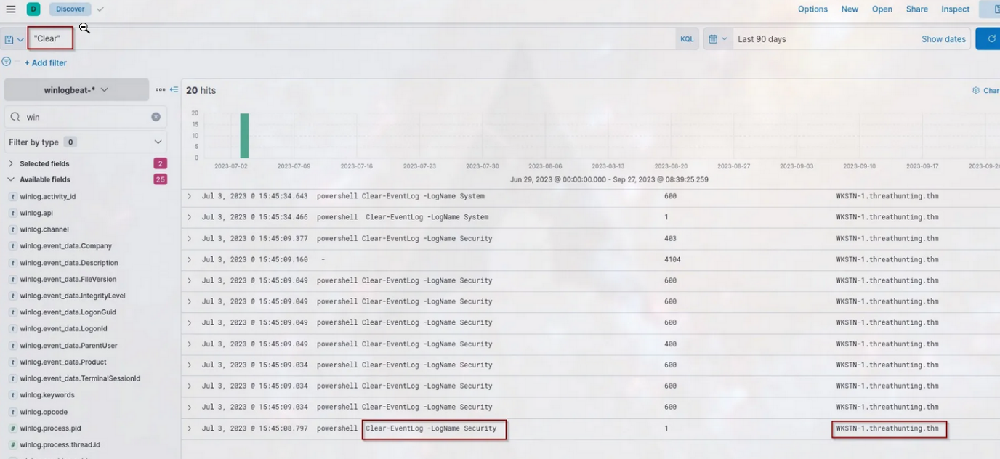 D Discover Options New Open Share Inspect
"Clear" KQL Last 90 days Show dates
+ Add filter
winlogbeat-* 20 hits Char
win
Filter by type 0
Selected fields 2
Available fields 25
winlog.activity_id
winlog.api
winlog.channel
winlog.event_data.Company
winlog.event_data.Description
winlog.event_data.FileVersion
winlog.event_data.IntegrityLevel
winlog.event_data.LogonGuid
winlog.event_data.LogonId
winlog.event_data.ParentUser
winlog.event_data.Product
winlog.event_data.TerminalSessionId
winlog.keywords
winlog.opcode
winlog.process.pid
winlog.process.thread.id
20
15
10
5
0
2023-07-02 2023-07-09 2023-07-16 2023-07-23 2023-07-30 2023-08-06 2023-08-13 2023-08-20 2023-08-27 2023-09-03 2023-09-10 2023-09-17 2023-09-24
Jun 29, 2023 @ 00:00:00.000 - Sep 27, 2023 @ 08:39:25.259
Jul 3, 2023 @ 15:45:34.643 powershell Clear-EventLog -LogName System 600 WKSTN-1.threathunting.thm
Jul 3, 2023 @ 15:45:34.466 powershell Clear-EventLog -LogName System 1 WKSTN-1.threathunting.thm
Jul 3, 2023 @ 15:45:09.377 powershell Clear-EventLog -LogName Security 403 WKSTN-1.threathunting.thm
Jul 3, 2023 @ 15:45:09.160 - 4104 WKSTN-1.threathunting.thm
Jul 3, 2023 @ 15:45:09.049 powershell Clear-EventLog -LogName Security 600 WKSTN-1.threathunting.thm
Jul 3, 2023 @ 15:45:09.049 powershell Clear-EventLog -LogName Security 600 WKSTN-1.threathunting.thm
Jul 3, 2023 @ 15:45:09.049 powershell Clear-EventLog -LogName Security 600 WKSTN-1.threathunting.thm
Jul 3, 2023 @ 15:45:09.049 powershell Clear-EventLog -LogName Security 400 WKSTN-1.threathunting.thm
Jul 3, 2023 @ 15:45:09.034 powershell Clear-EventLog -LogName Security 600 WKSTN-1.threathunting.thm
Jul 3, 2023 @ 15:45:09.034 powershell Clear-EventLog -LogName Security 600 WKSTN-1.threathunting.thm
Jul 3, 2023 @ 15:45:09.034 powershell Clear-EventLog -LogName Security 600 WKSTN-1.threathunting.thm
Jul 3, 2023 @ 15:45:08.797 powershell Clear-EventLog -LogName Security 1 WKSTN-1.threathunting.thm